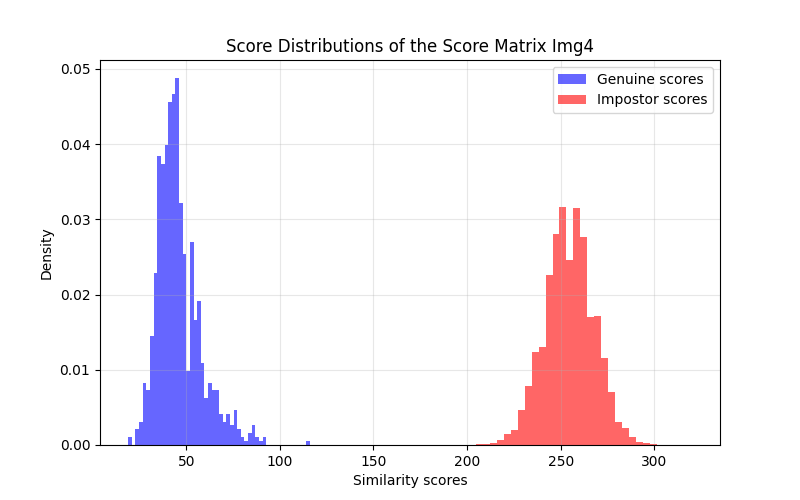 Score Distributions of the Score Matrix Img4
Genuine scores
Impostor scores
Density
0.05
0.04
0.03
0.02
0.01
0.00
50
100
150
200
250
300
Similarity scores